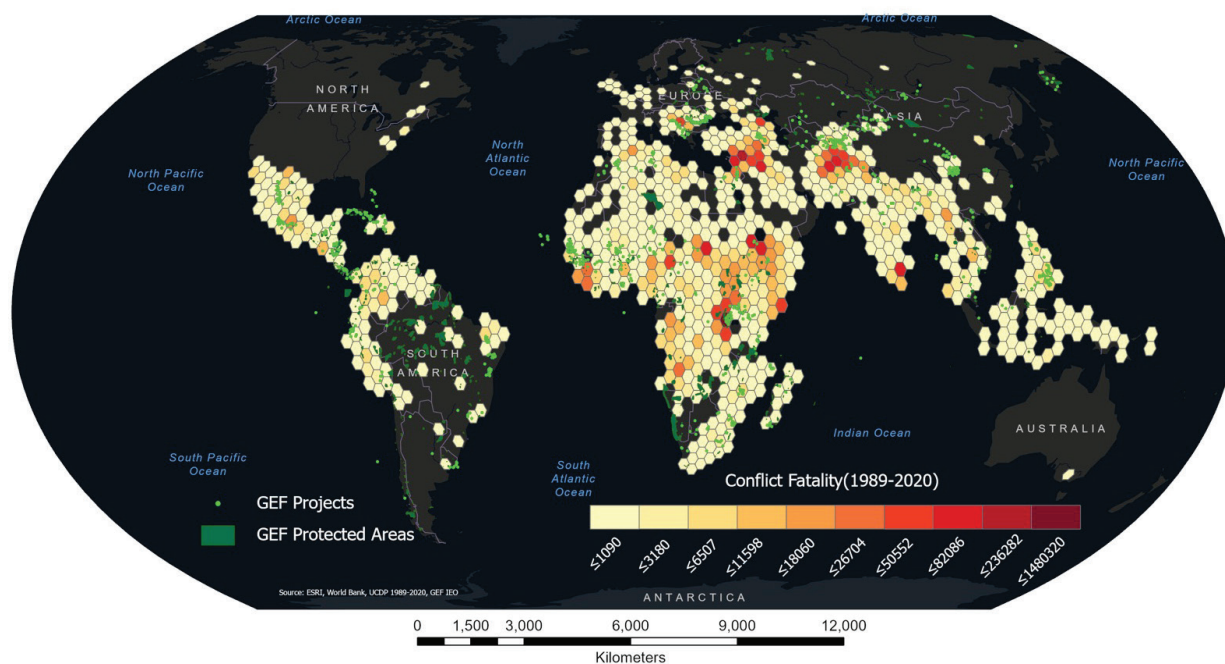 Arctic Ocean
Arctic Ocean
NORTH
AMERICA
EUROPE
ASIA
North Pacific
Ocean
North
Atlantic
Ocean
North Pacific
Ocean
SOUTH
AMERICA
AUSTRALIA
Indian Ocean
South Pacific
Ocean
South
Atlantic
Ocean
Conflict Fatality(1989-2020)
GEF Projects
GEF Protected Areas
≤1090
≤3180
≤6507
≤11598
≤18060
≤26704
≤50552
≤82086
≤236282
≤1480320
Source: ESRI, World Bank, UCDP 1989-2020, GEF IEO
ANTARCTICA
0 1,500 3,000 6,000 9,000 12,000
Kilometers